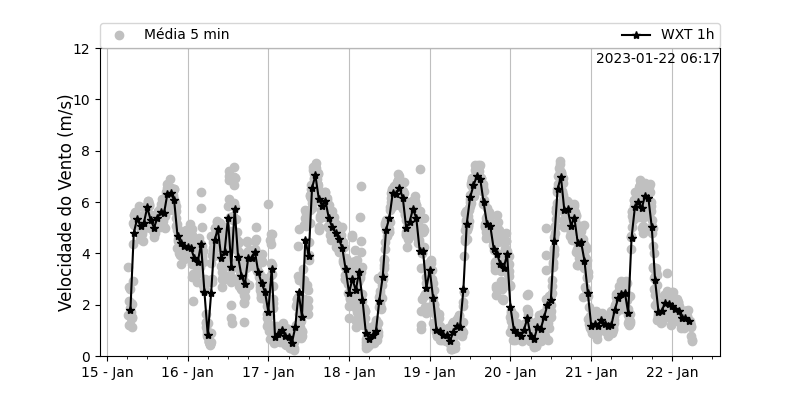 Média 5 min
WXT 1h
2023-01-22 06:17
Velocidade do Vento (m/s)
12
10
8
6
4
2
0
15 - Jan
16 - Jan
17 - Jan
18 - Jan
19 - Jan
20 - Jan
21 - Jan
22 - Jan